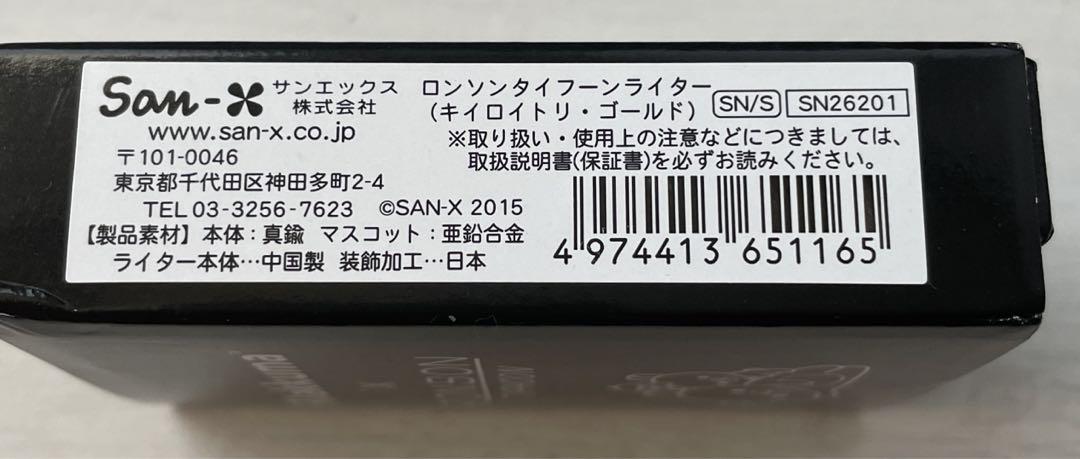 San-X サンエックス
株式会社
www.san-x.co.jp
〒101-0046
東京都千代田区神田多町2-4
TEL 03-3256-7623 ©SAN-X 2015
【製品素材】本体:真鍮 マスコット:亜鉛合金
ライター本体…中国製 装飾加工…日本
ロンソンタイフーンライター
(キイロイトリ・ゴールド) SN/S SN26201
※取り扱い・使用上の注意などにつきましては、
取扱説明書(保証書)を必ずお読みください。
4 974413 651165